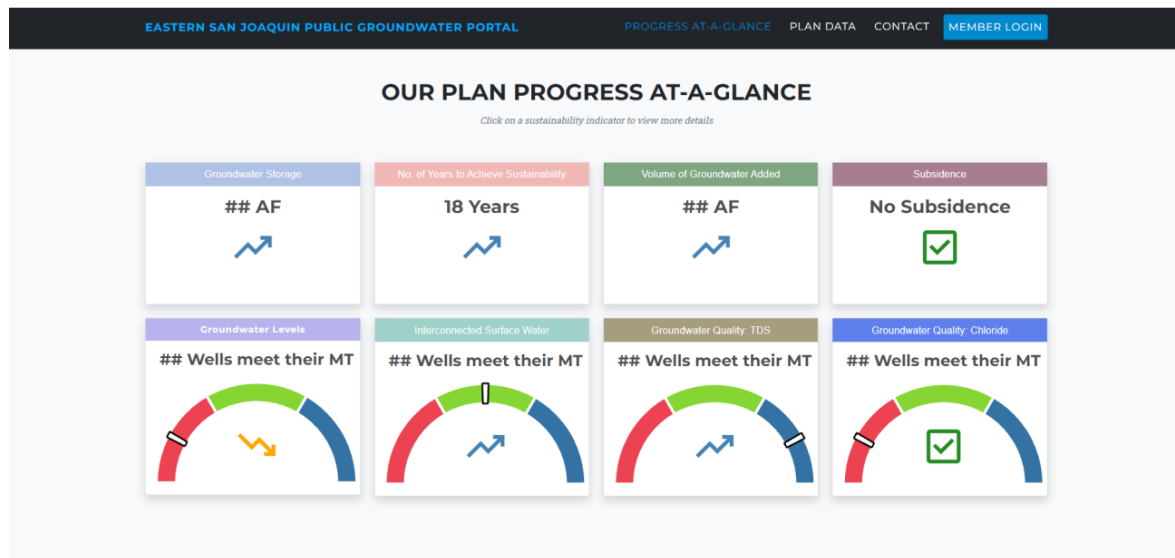 EASTERN SAN JOAQUIN PUBLIC GROUNDWATER PORTAL
PROGRESS AT-A-GLANCE
PLAN DATA
CONTACT
MEMBER LOGIN
OUR PLAN PROGRESS AT-A-GLANCE
Click on a sustainability indicator to view more details
Groundwater Storage
## AF
No. of Years to Achieve Sustainability
18 Years
Volume of Groundwater Added
## AF
Subsidence
No Subsidence
Groundwater Levels
## Wells meet their MT
Interconnected Surface Water
## Wells meet their MT
Groundwater Quality: TDS
## Wells meet their MT
Groundwater Quality: Chloride
## Wells meet their MT